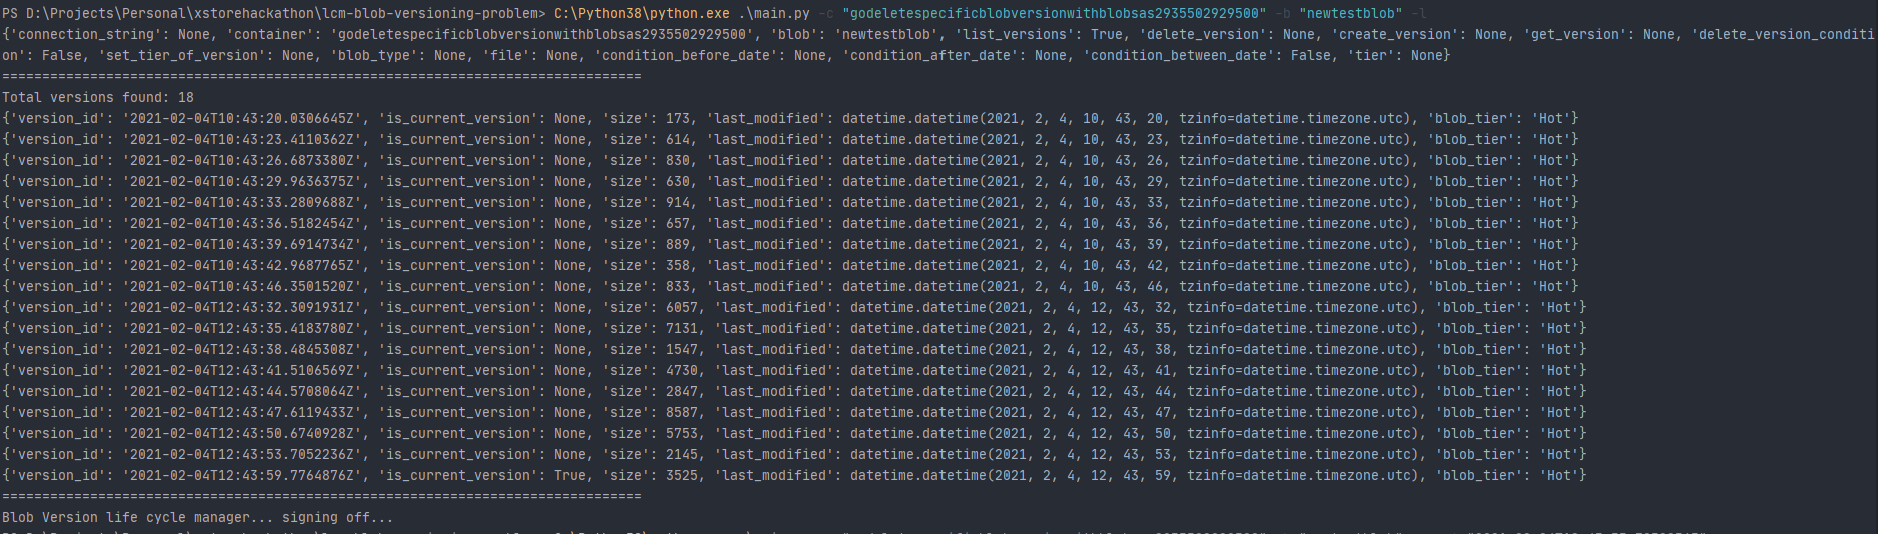 PS D:\Projects\Personal\xstorehackathon\lcm-blob-versioning-problem> C:\Python38\python.exe .\main.py -c "godeletespecificblobversionwithblobsas2935502929500" -b "newtestblob" -l
{'connection_string': None, 'container': 'godeletespecificblobversionwithblobsas2935502929500', 'blob': 'newtestblob', 'list_versions': True, 'delete_version': None, 'create_version': None, 'get_version': None, 'delete_version_conditi
on': False, 'set_tier_of_version': None, 'blob_type': None, 'file': None, 'condition_before_date': None, 'condition_after_date': None, 'condition_between_date': False, 'tier': None}
================================================================================
Total versions found: 18
{'version_id': '2021-02-04T10:43:20.0306645Z', 'is_current_version': None, 'size': 173, 'last_modified': datetime.datetime(2021, 2, 4, 10, 43, 20, tzinfo=datetime.timezone.utc), 'blob_tier': 'Hot'}
{'version_id': '2021-02-04T10:43:23.4110362Z', 'is_current_version': None, 'size': 614, 'last_modified': datetime.datetime(2021, 2, 4, 10, 43, 23, tzinfo=datetime.timezone.utc), 'blob_tier': 'Hot'}
{'version_id': '2021-02-04T10:43:26.6873380Z', 'is_current_version': None, 'size': 830, 'last_modified': datetime.datetime(2021, 2, 4, 10, 43, 26, tzinfo=datetime.timezone.utc), 'blob_tier': 'Hot'}
{'version_id': '2021-02-04T10:43:29.9636375Z', 'is_current_version': None, 'size': 630, 'last_modified': datetime.datetime(2021, 2, 4, 10, 43, 29, tzinfo=datetime.timezone.utc), 'blob_tier': 'Hot'}
{'version_id': '2021-02-04T10:43:33.2809688Z', 'is_current_version': None, 'size': 914, 'last_modified': datetime.datetime(2021, 2, 4, 10, 43, 33, tzinfo=datetime.timezone.utc), 'blob_tier': 'Hot'}
{'version_id': '2021-02-04T10:43:36.5182454Z', 'is_current_version': None, 'size': 657, 'last_modified': datetime.datetime(2021, 2, 4, 10, 43, 36, tzinfo=datetime.timezone.utc), 'blob_tier': 'Hot'}
{'version_id': '2021-02-04T10:43:39.6914734Z', 'is_current_version': None, 'size': 889, 'last_modified': datetime.datetime(2021, 2, 4, 10, 43, 39, tzinfo=datetime.timezone.utc), 'blob_tier': 'Hot'}
{'version_id': '2021-02-04T10:43:42.9687765Z', 'is_current_version': None, 'size': 358, 'last_modified': datetime.datetime(2021, 2, 4, 10, 43, 42, tzinfo=datetime.timezone.utc), 'blob_tier': 'Hot'}
{'version_id': '2021-02-04T10:43:46.3501520Z', 'is_current_version': None, 'size': 833, 'last_modified': datetime.datetime(2021, 2, 4, 10, 43, 46, tzinfo=datetime.timezone.utc), 'blob_tier': 'Hot'}
{'version_id': '2021-02-04T12:43:32.3091931Z', 'is_current_version': None, 'size': 6057, 'last_modified': datetime.datetime(2021, 2, 4, 12, 43, 32, tzinfo=datetime.timezone.utc), 'blob_tier': 'Hot'}
{'version_id': '2021-02-04T12:43:35.4183780Z', 'is_current_version': None, 'size': 7131, 'last_modified': datetime.datetime(2021, 2, 4, 12, 43, 35, tzinfo=datetime.timezone.utc), 'blob_tier': 'Hot'}
{'version_id': '2021-02-04T12:43:38.4845308Z', 'is_current_version': None, 'size': 1547, 'last_modified': datetime.datetime(2021, 2, 4, 12, 43, 38, tzinfo=datetime.timezone.utc), 'blob_tier': 'Hot'}
{'version_id': '2021-02-04T12:43:41.5106569Z', 'is_current_version': None, 'size': 4730, 'last_modified': datetime.datetime(2021, 2, 4, 12, 43, 41, tzinfo=datetime.timezone.utc), 'blob_tier': 'Hot'}
{'version_id': '2021-02-04T12:43:44.5708064Z', 'is_current_version': None, 'size': 2847, 'last_modified': datetime.datetime(2021, 2, 4, 12, 43, 44, tzinfo=datetime.timezone.utc), 'blob_tier': 'Hot'}
{'version_id': '2021-02-04T12:43:47.6119433Z', 'is_current_version': None, 'size': 8587, 'last_modified': datetime.datetime(2021, 2, 4, 12, 43, 47, tzinfo=datetime.timezone.utc), 'blob_tier': 'Hot'}
{'version_id': '2021-02-04T12:43:50.6740928Z', 'is_current_version': None, 'size': 5753, 'last_modified': datetime.datetime(2021, 2, 4, 12, 43, 50, tzinfo=datetime.timezone.utc), 'blob_tier': 'Hot'}
{'version_id': '2021-02-04T12:43:53.7052236Z', 'is_current_version': None, 'size': 2145, 'last_modified': datetime.datetime(2021, 2, 4, 12, 43, 53, tzinfo=datetime.timezone.utc), 'blob_tier': 'Hot'}
{'version_id': '2021-02-04T12:43:59.7764876Z', 'is_current_version': True, 'size': 3525, 'last_modified': datetime.datetime(2021, 2, 4, 12, 43, 59, tzinfo=datetime.timezone.utc), 'blob_tier': 'Hot'}
================================================================================
Blob Version life cycle manager... signing off...